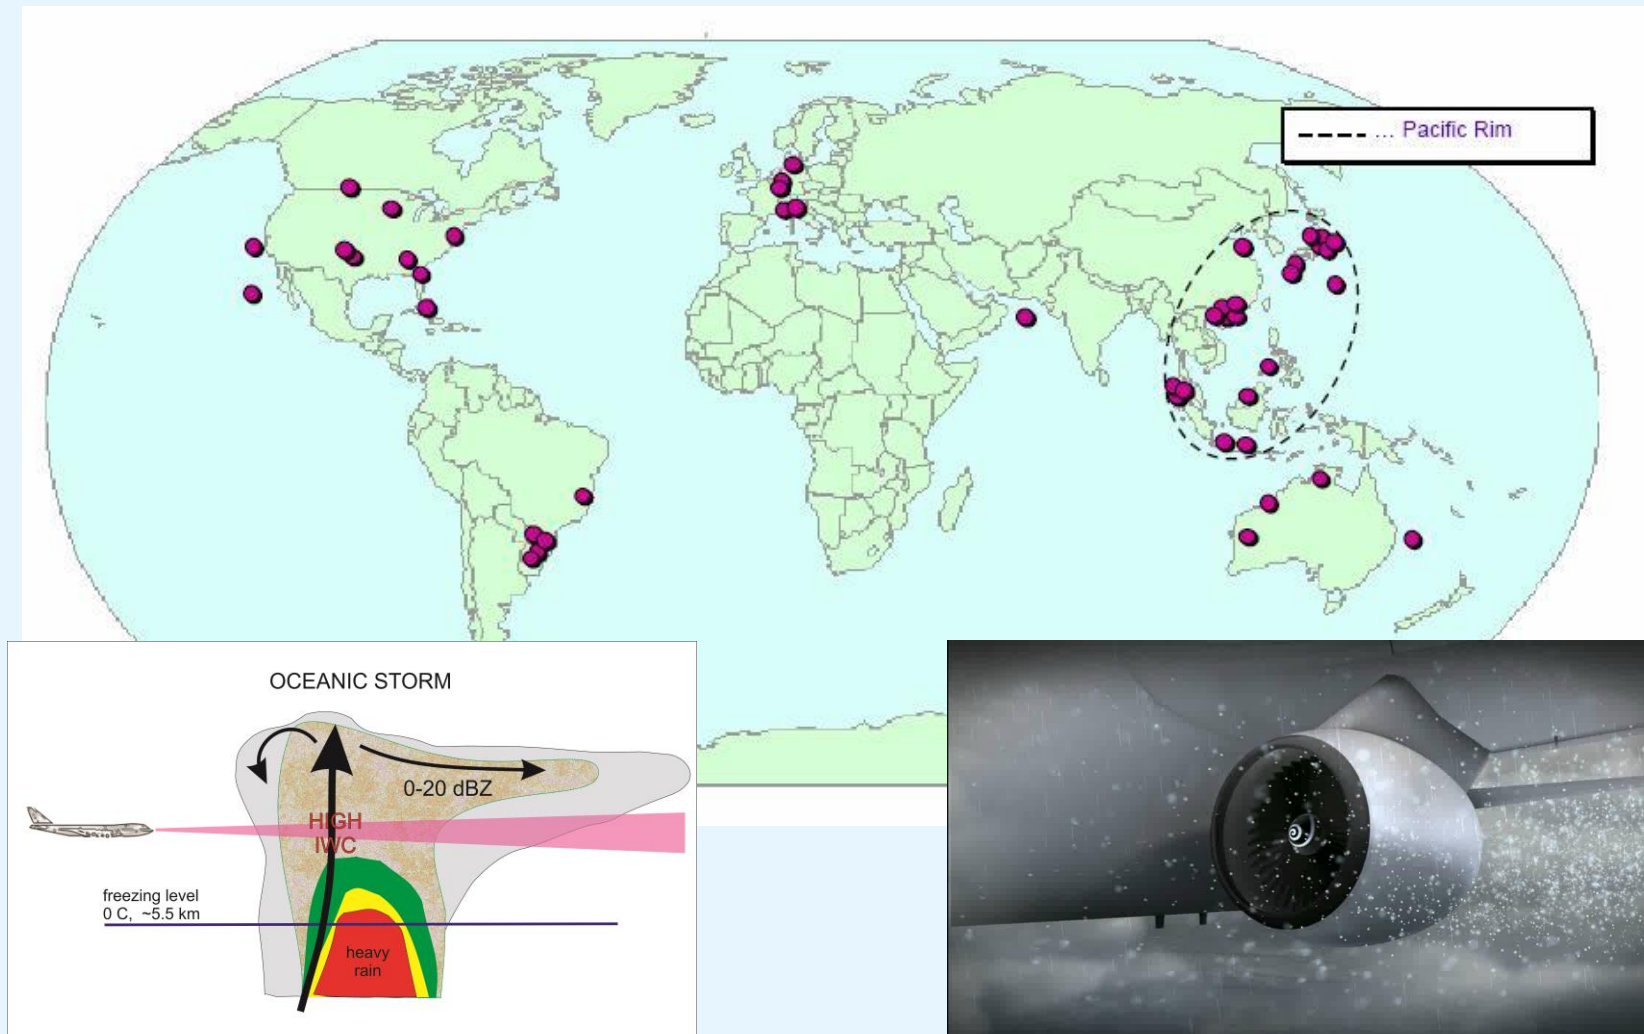 ... Pacific Rim
OCEANIC STORM
0-20 dBZ
HIGH
IWC
freezing level
0 C, ~5.5 km
heavy
rain